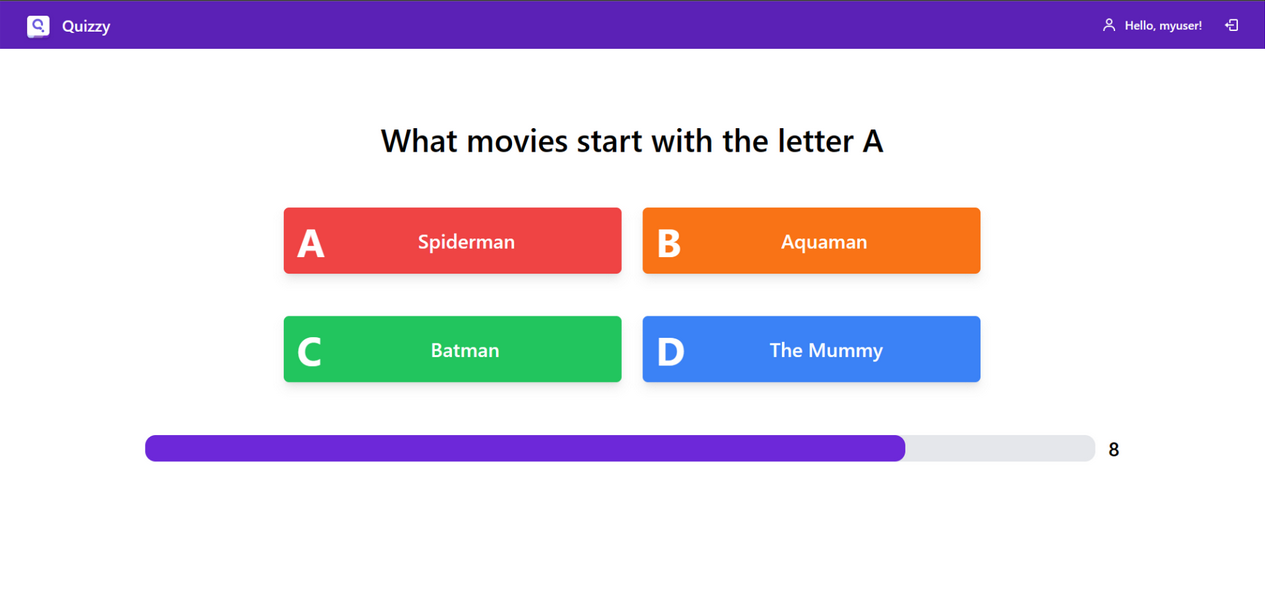 Quizzy
Hello, myuser!
What movies start with the letter A
A Spiderman
B Aquaman
C Batman
D The Mummy
8